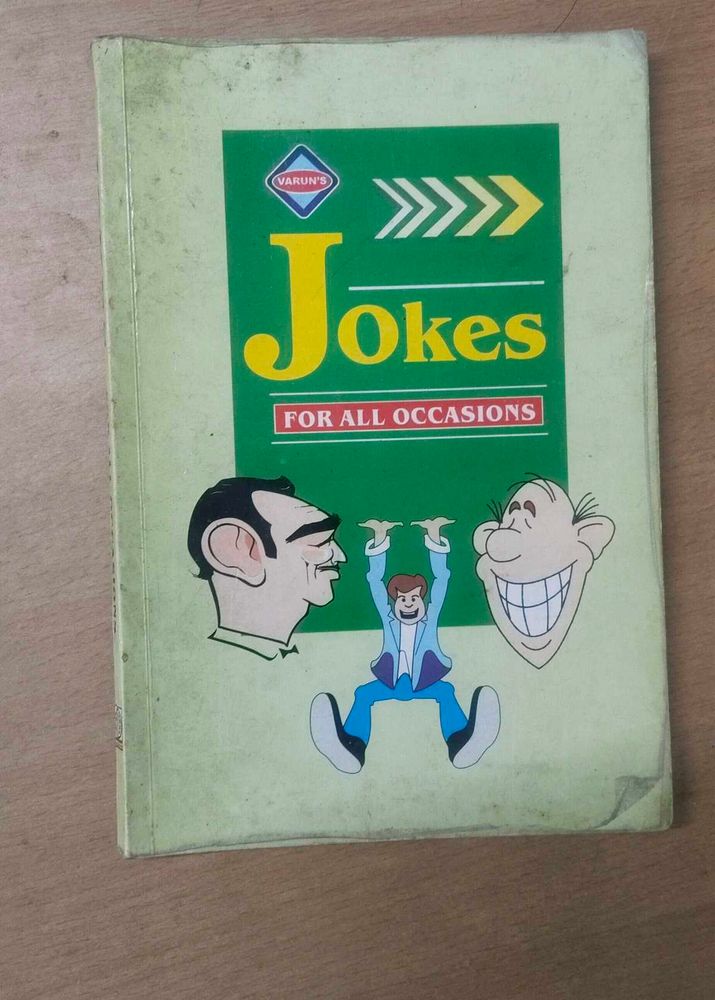 VARUN'S
Jokes
FOR ALL OCCASIONS